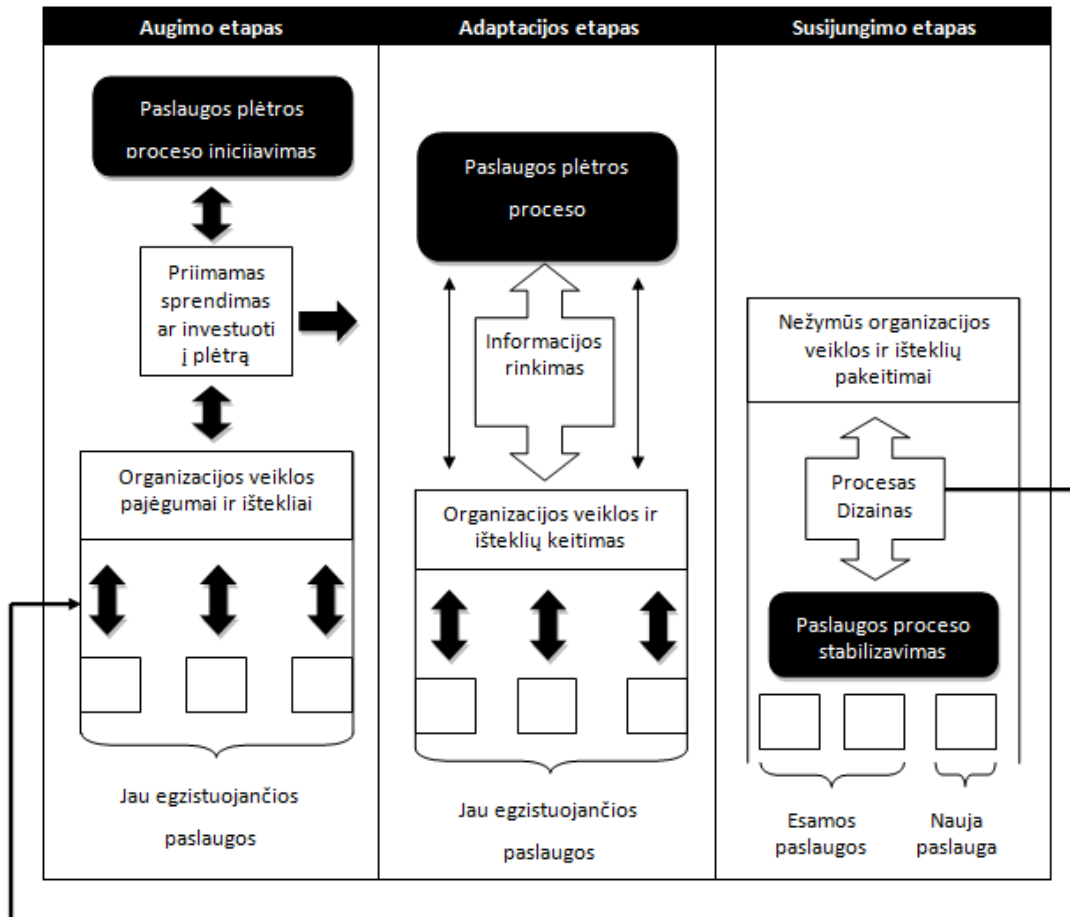 Augimo etapas
Adaptacijos etapas
Susijungimo etapas
Paslaugos plėtros
proceso inicijavimas
Priimamas
sprendimas
ar investuoti
į plėtrą
Organizacijos veiklos
pajėgumai ir ištekliai
Jau egzistuojančios
paslaugos
Paslaugos plėtros
proceso
Informacijos
rinkimas
Organizacijos veiklos ir
išteklių keitimas
Jau egzistuojančios
paslaugos
Nežymūs organizacijos
veiklos ir išteklių
pakeitimai
Procesas
Dizainas
Paslaugos proceso
stabilizavimas
Esamos
paslaugos
Nauja
paslauga